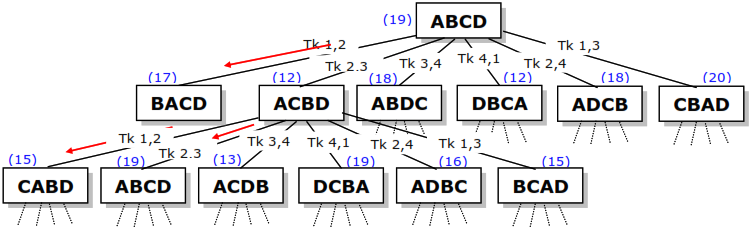 (19) ABCD
Tk 1,2 Tk 2,3 Tk 3,4 Tk 4,1 Tk 2,4 Tk 1,3
(17) (12) (18) (12) (18) (20)
BACD ACBD ABDC DBCA ADCB CBAD
Tk 1,2 Tk 2,3 Tk 3,4 Tk 4,1 Tk 2,4 Tk 1,3
(15) (19) (13) (19) (16) (15)
CABD ABCD ACDB DCBA ADBC BCAD